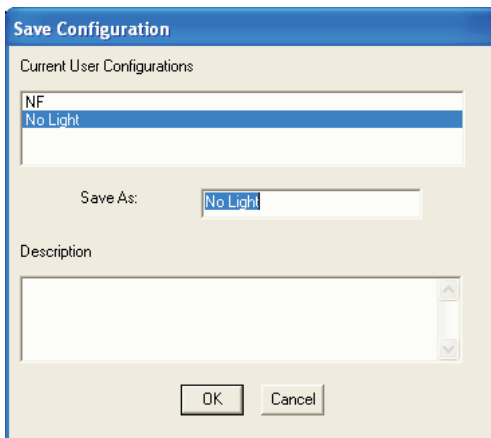 Save Configuration
Current User Configurations
NF
No Light
Save As:
No Light
Description
OK
Cancel